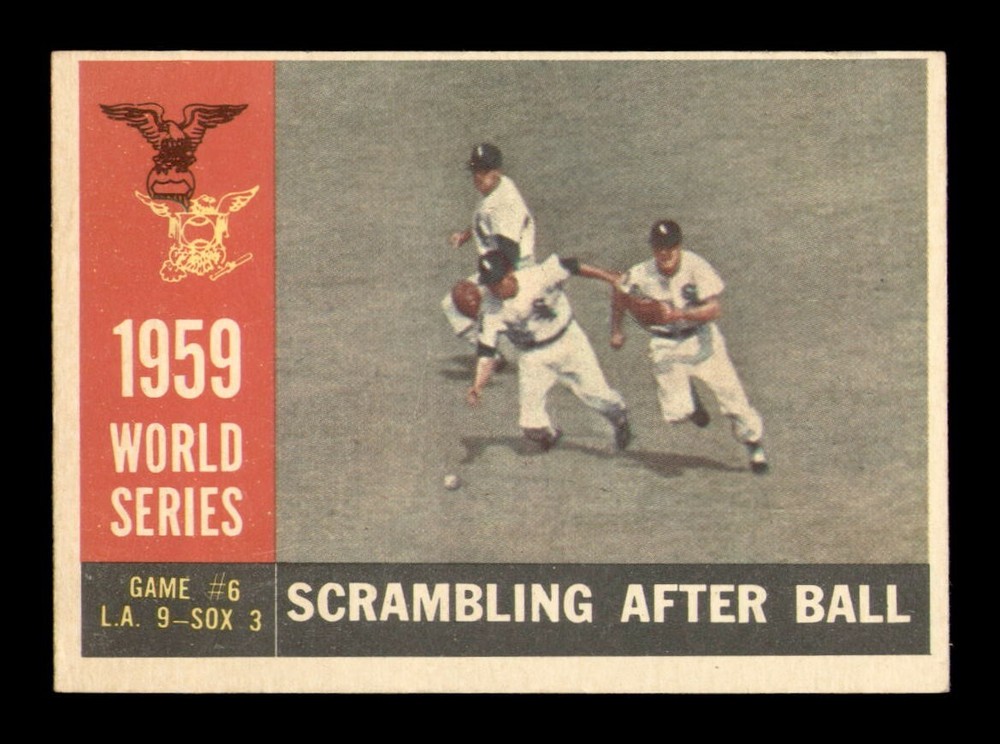 1959
WORLD
SERIES
GAME #6
L.A. 9–SOX 3
SCRAMBLING AFTER BALL